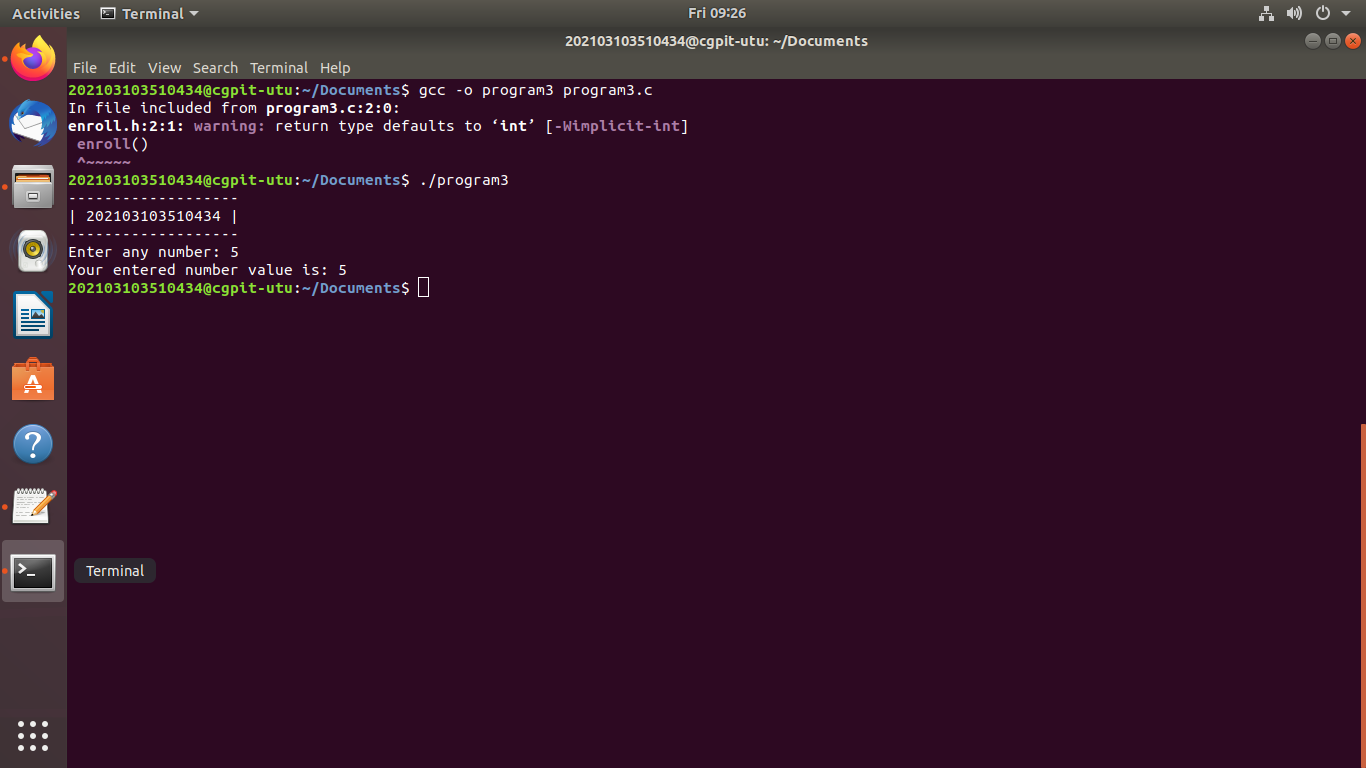 Activities Terminal Fri 09:26
202103103510434@cgpit-utu: ~/Documents
File Edit View Search Terminal Help
202103103510434@cgpit-utu:~/Documents$ gcc -o program3 program3.c
In file included from program3.c:2:0:
enroll.h:2:1: warning: return type defaults to ‘int’ [-Wimplicit-int]
 enroll()
 ^~~~~~
202103103510434@cgpit-utu:~/Documents$ ./program3
-------------------
| 202103103510434 |
-------------------
Enter any number: 5
Your entered number value is: 5
202103103510434@cgpit-utu:~/Documents$
Terminal